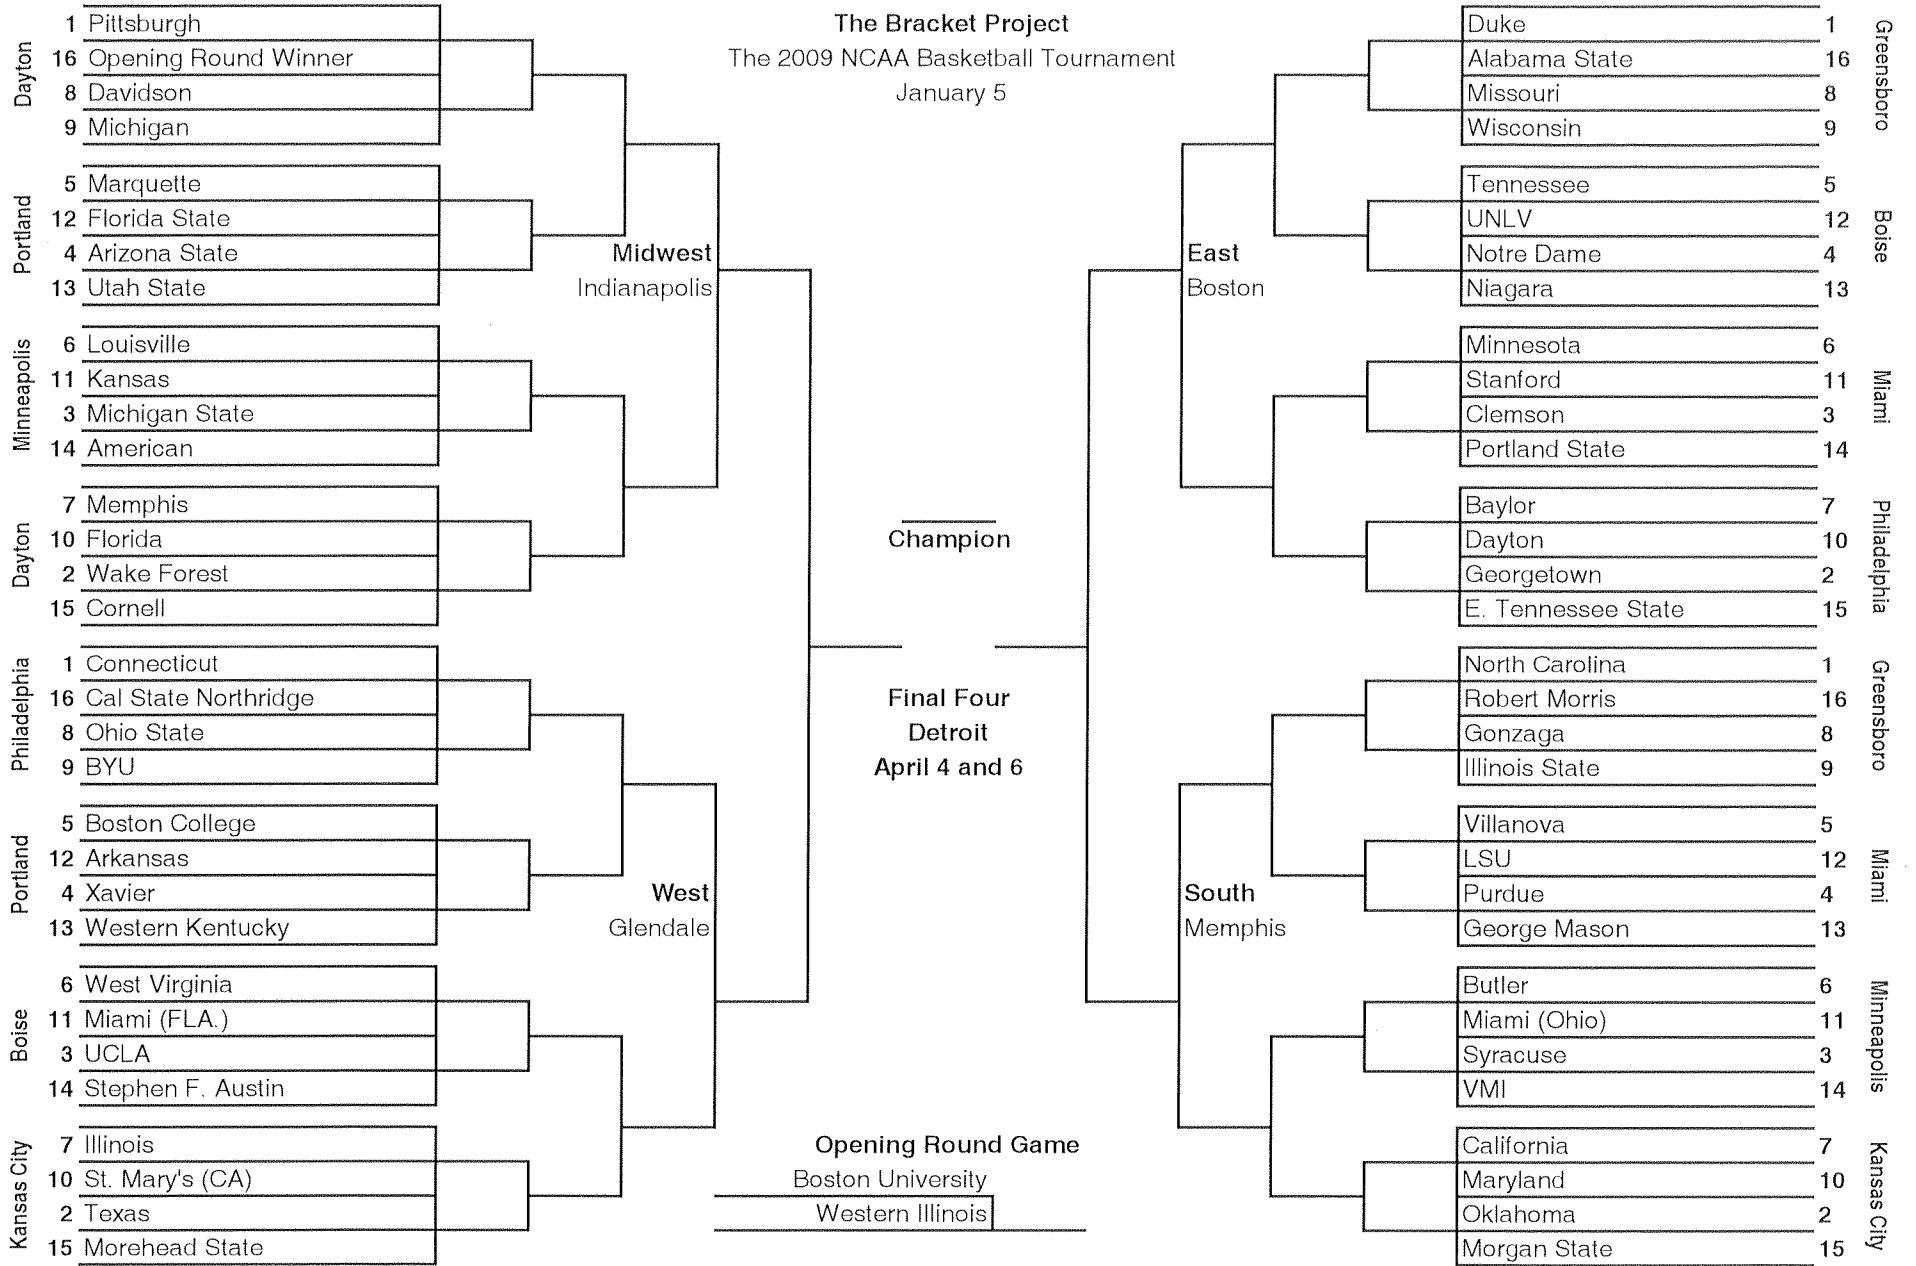 The Bracket Project
The 2009 NCAA Basketball Tournament
January 5
Dayton
1 Pittsburgh
16 Opening Round Winner
8 Davidson
9 Michigan
Portland
5 Marquette
12 Florida State
4 Arizona State
13 Utah State
Midwest
Indianapolis
Minneapolis
6 Louisville
11 Kansas
3 Michigan State
14 American
Dayton
7 Memphis
10 Florida
2 Wake Forest
15 Cornell
Philadelphia
1 Connecticut
16 Cal State Northridge
8 Ohio State
9 BYU
Portland
5 Boston College
12 Arkansas
4 Xavier
13 Western Kentucky
West
Glendale
Boise
6 West Virginia
11 Miami (FLA.)
3 UCLA
14 Stephen F. Austin
Kansas City
7 Illinois
10 St. Mary's (CA)
2 Texas
15 Morehead State
Champion
Final Four
Detroit
April 4 and 6
Opening Round Game
Boston University
Western Illinois
Duke 1
Alabama State 16
Missouri 8
Wisconsin 9
Greensboro
Tennessee 5
UNLV 12
Notre Dame 4
Niagara 13
Boise
East
Boston
Minnesota 6
Stanford 11
Clemson 3
Portland State 14
Miami
Baylor 7
Dayton 10
Georgetown 2
E. Tennessee State 15
Philadelphia
North Carolina 1
Robert Morris 16
Gonzaga 8
Illinois State 9
Greensboro
Villanova 5
LSU 12
Purdue 4
George Mason 13
Miami
South
Memphis
Butler 6
Miami (Ohio) 11
Syracuse 3
VMI 14
Minneapolis
California 7
Maryland 10
Oklahoma 2
Morgan State 15
Kansas City